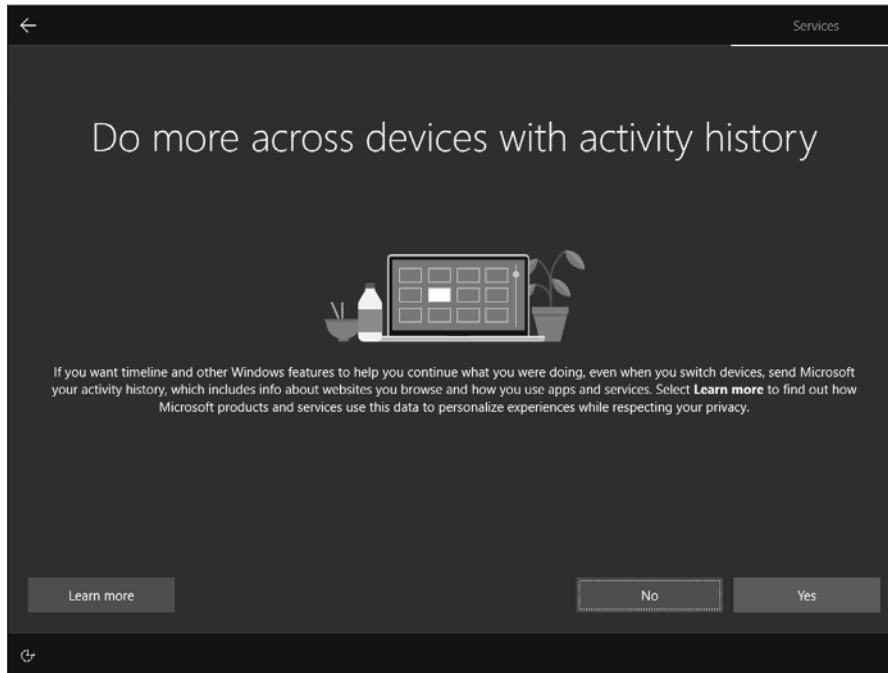 Services
Do more across devices with activity history
If you want timeline and other Windows features to help you continue what you were doing, even when you switch devices, send Microsoft
your activity history, which includes info about websites you browse and how you use apps and services. Select Learn more to find out how
Microsoft products and services use this data to personalize experiences while respecting your privacy.
Learn more
No
Yes